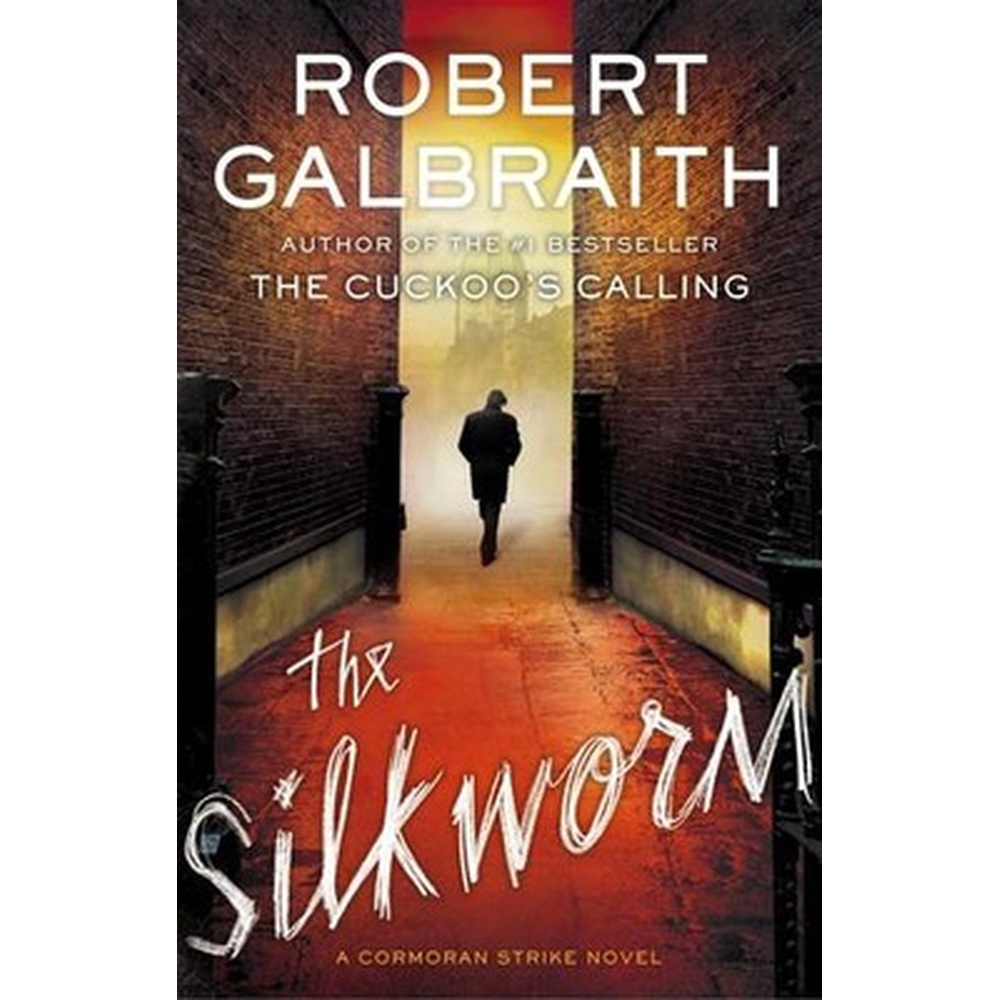 ROBERT
GALBRAITH
AUTHOR OF THE #1 BESTSELLER
THE CUCKOO'S CALLING
the
Silkworm
A CORMORAN STRIKE NOVEL